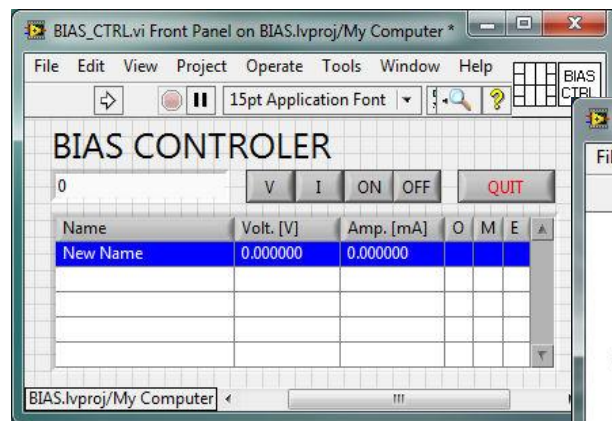 BIAS_CTRL.vi Front Panel on BIAS.lvproj/My Computer *
File Edit View Project Operate Tools Window Help
15pt Application Font
BIAS
CTRL
Fil
BIAS CONTROLER
0 V I ON OFF QUIT
Name Volt. [V] Amp. [mA] O M E
New Name 0.000000 0.000000
BIAS.lvproj/My Computer